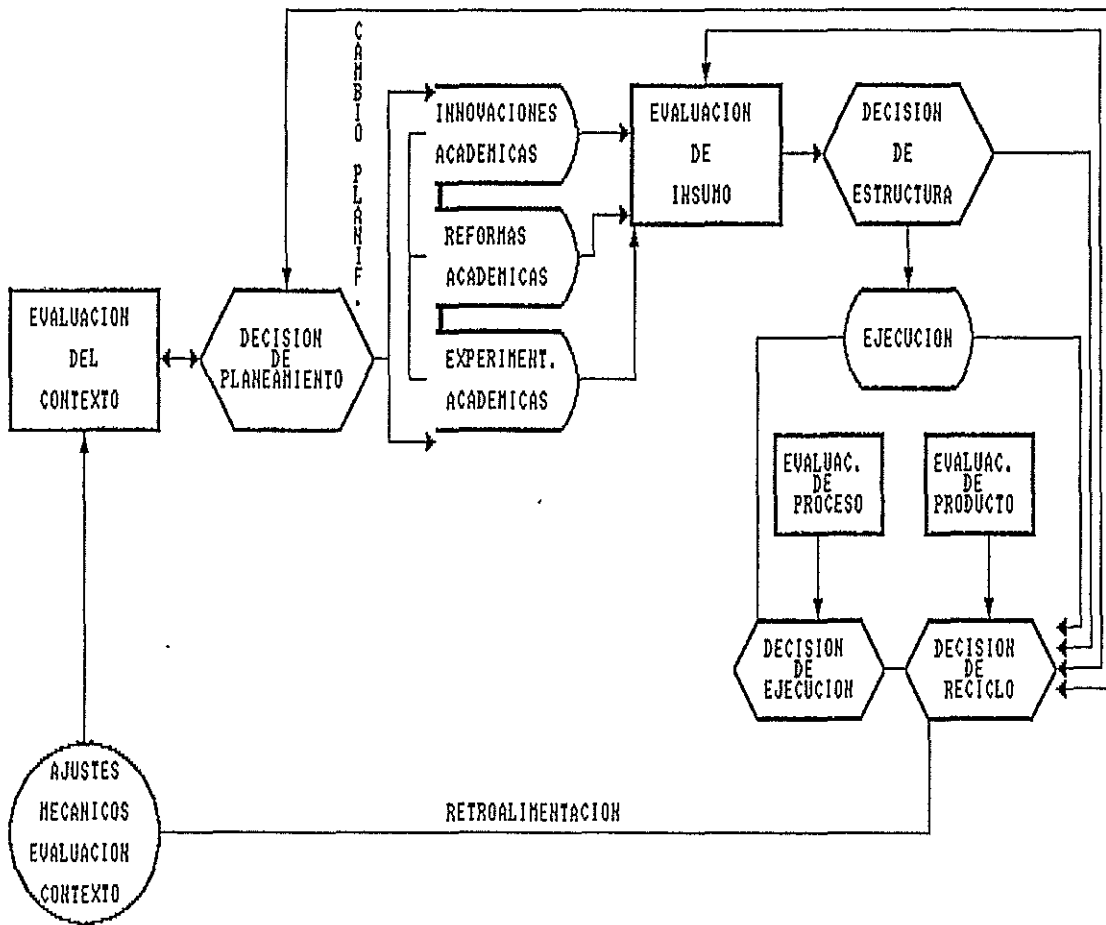 CAMBIO PLANIF.
INNOVACIONES
ACADEMICAS
REFORMAS
ACADEMICAS
EXPERIMENT.
ACADEMICAS
EVALUACION
DE
INSUMO
DECISION
DE
ESTRUCTURA
EVALUACION
DEL
CONTEXTO
DECISIÓN
DE
PLANEAMIENTO
EJECUCION
EVALUAC.
DE
PROCESO
EVALUAC.
DE
PRODUCTO
DECISION
DE
EJECUCION
DECISION
DE
RECICLO
AJUSTES
MECANICOS
EVALUACION
CONTEXTO
RETROALIMENTACION